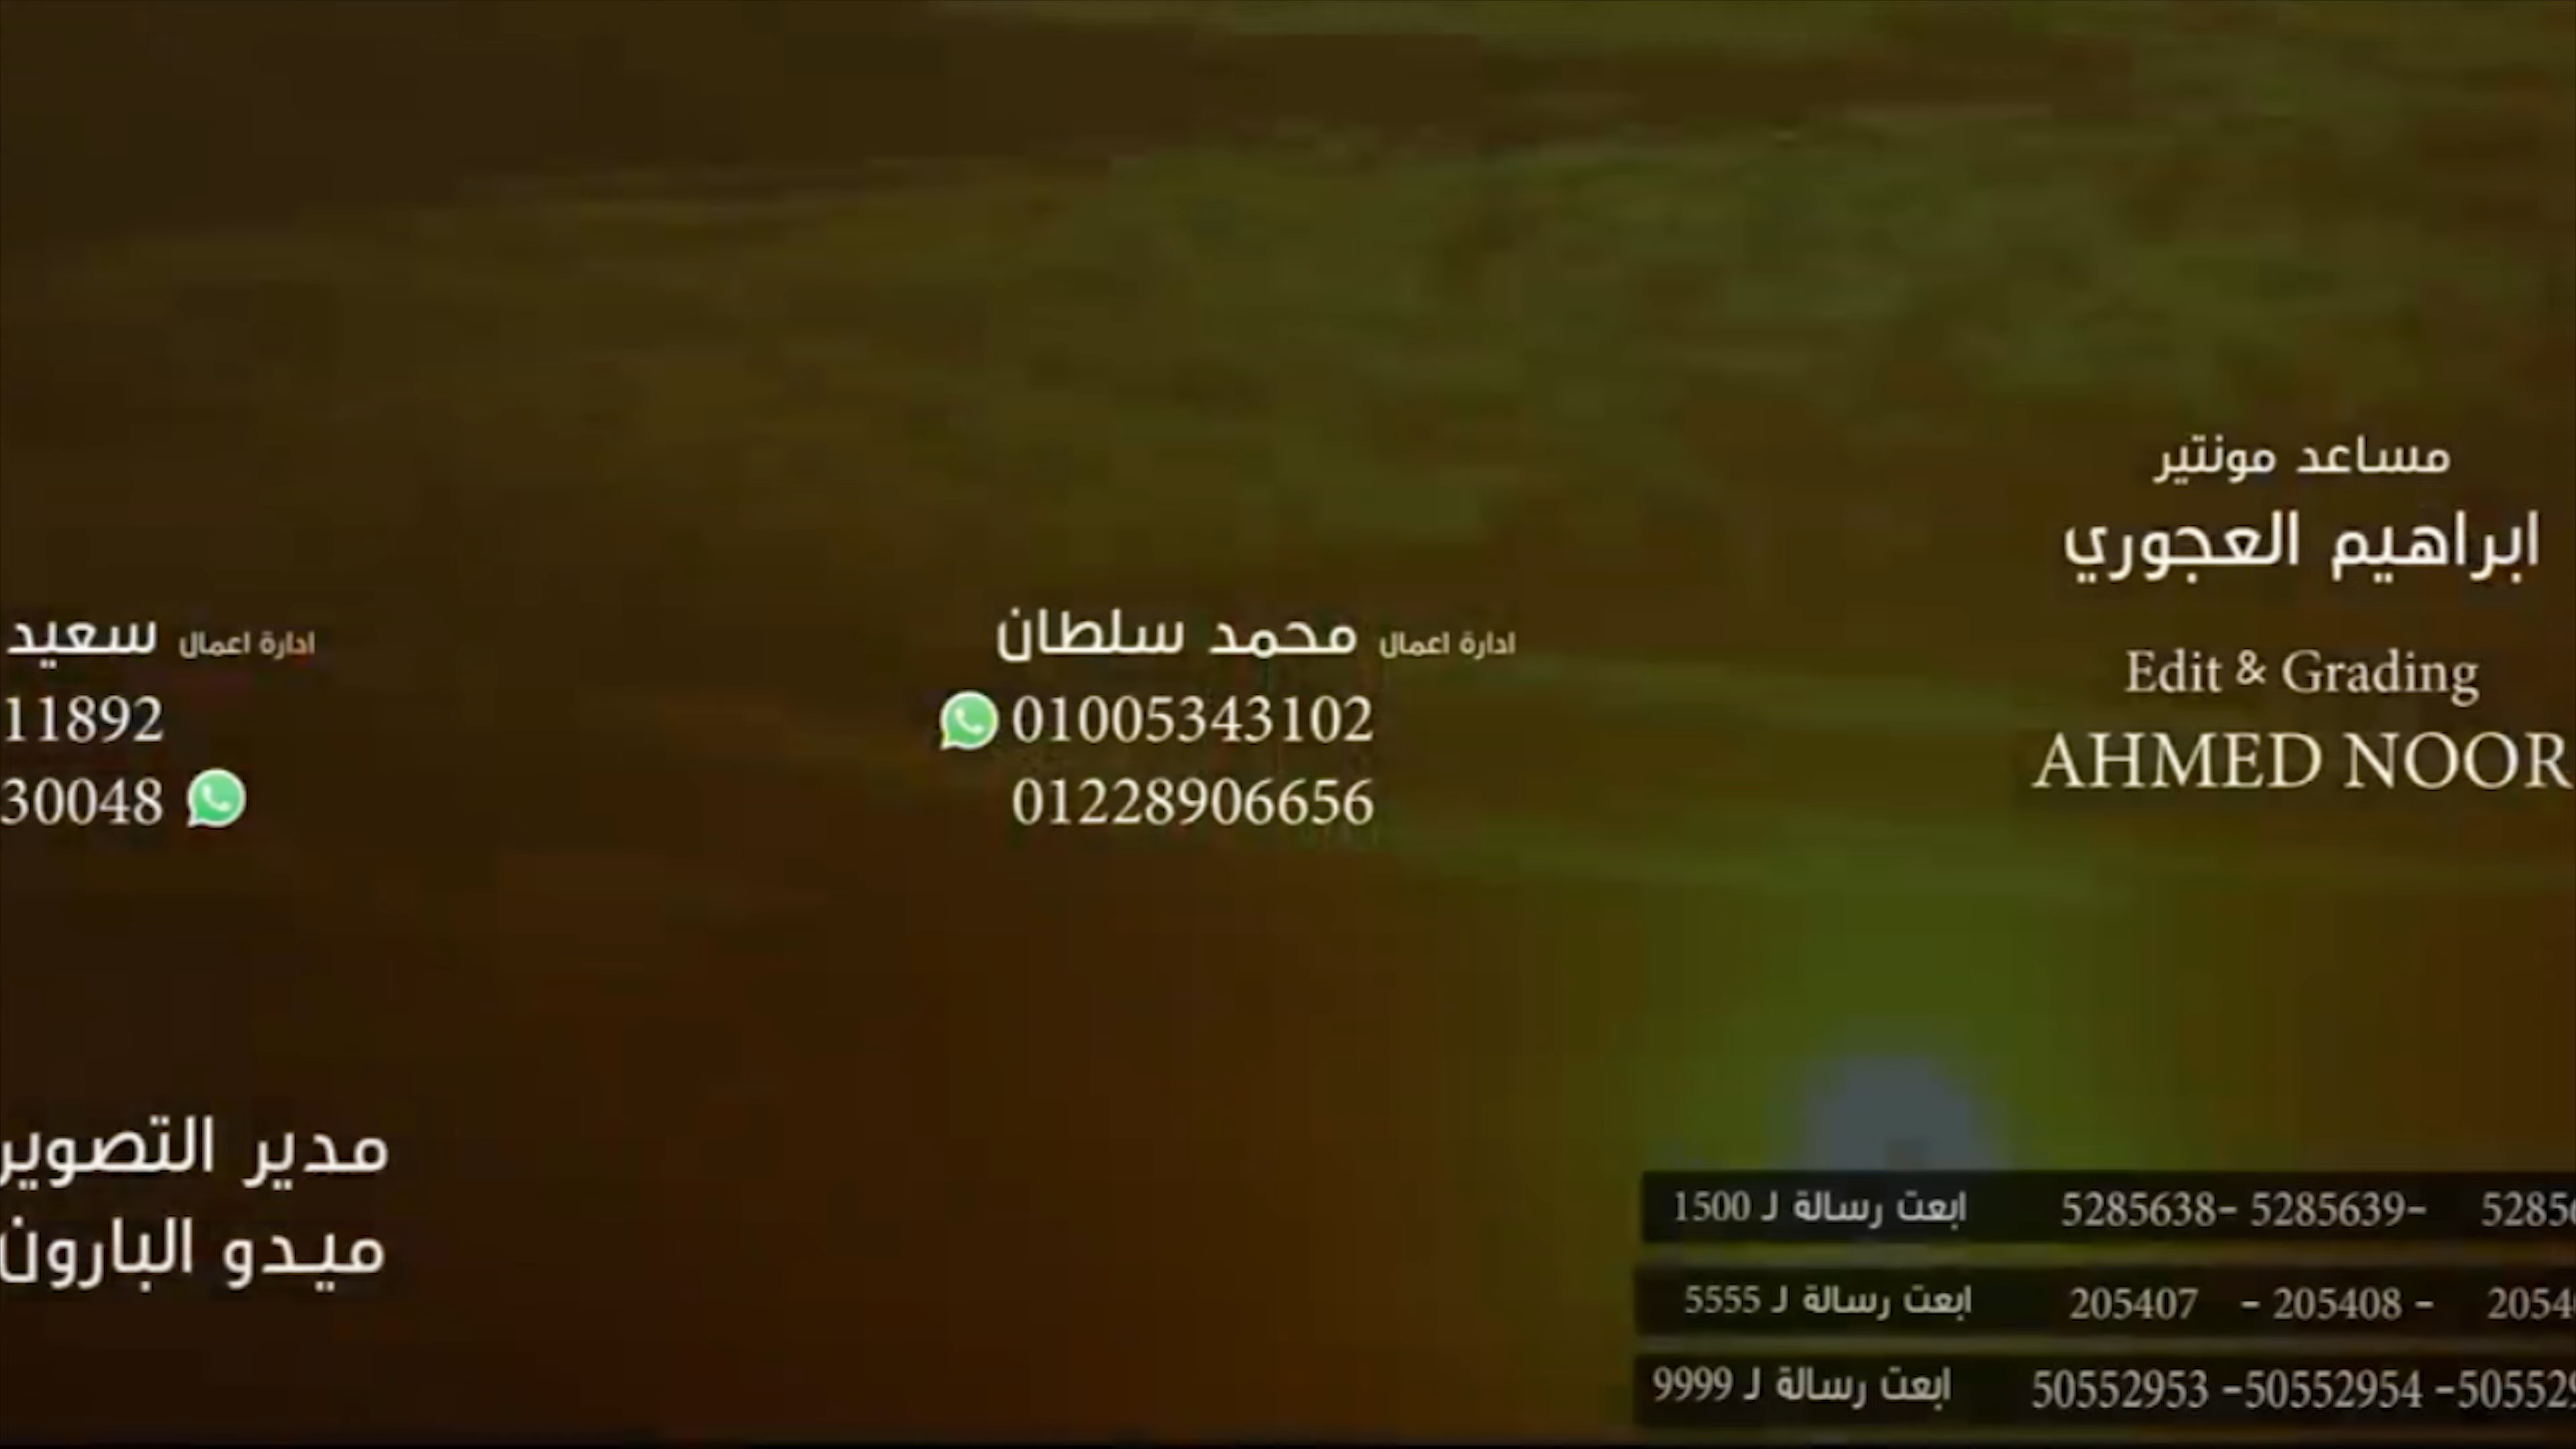 مساعد مونتير
ابراهيم العجوري
Edit & Grading
AHMED NOOR
ادارة اعمال محمد سلطان
01005343102
01228906656
ادارة اعمال سعيد
11892
30048
مدير التصوير
ميدو البارون
ابعت رسالة لـ 1500 5285638- 5285639-
ابعت رسالة لـ 5555 205407 - 205408 -
ابعت رسالة لـ 9999 50552953 -50552954 -